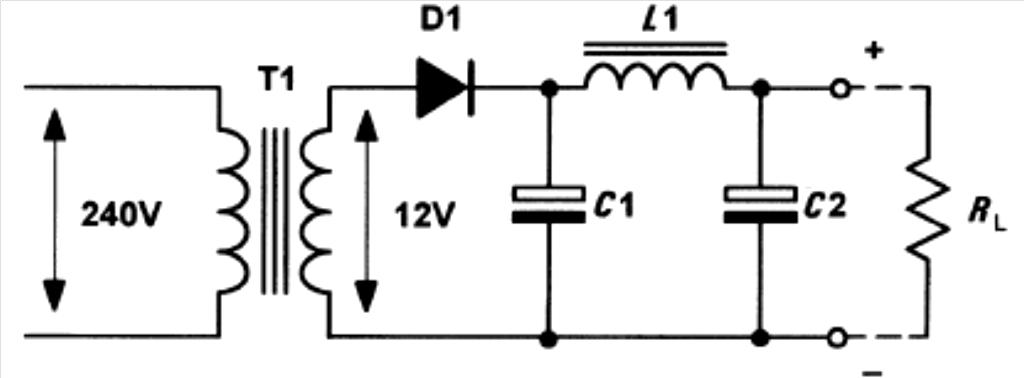 D1
L1
+
T1
240V
12V
C1
C2
RL
–